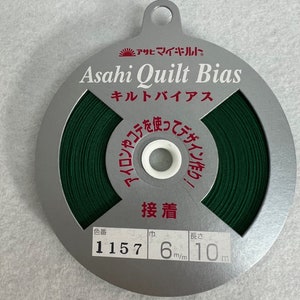 アサヒマイキルト
Asahi Quilt Bias
キルトバイアス
アイロンやコテを使ってデザイン作り！
接着
色番 巾 長さ
1157 6m/m 10m